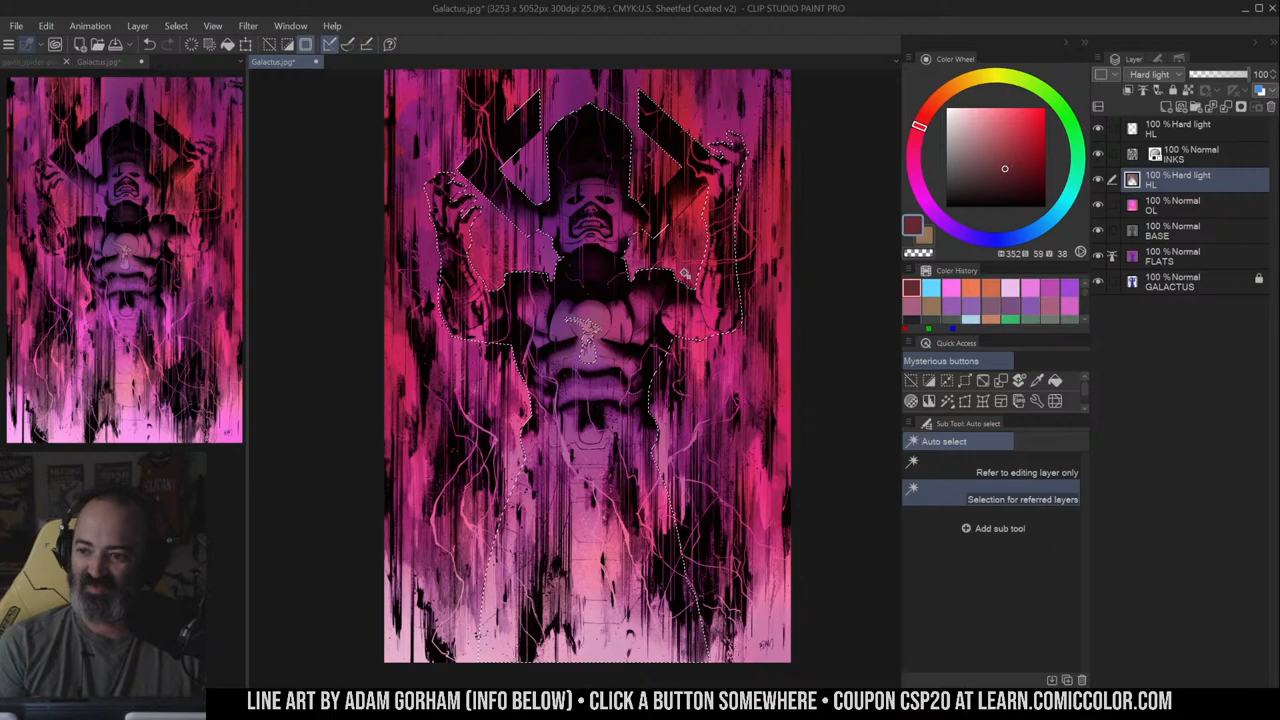 Galactus.jpg* (3253 x 5052px 300dpi 25.0% : CMYK:U.S. Sheetfed Coated v2) - CLIP STUDIO PAINT PRO
File Edit Animation Layer Select View Filter Window Help
Galactus.jpg*
Galactus.jpg*
Color Wheel
H 352 S 59 V 38
Color History
Quick Access
Mysterious buttons
Sub Tool: Auto select
Auto select
Refer to editing layer only
Selection for referred layers
Add sub tool
Layer
Hard light 100
100 % Hard light
HL
100 % Normal
INKS
100 % Hard light
HL
100 % Normal
OL
100 % Normal
BASE
100 % Normal
FLATS
100 % Normal
GALACTUS
LINE ART BY ADAM GORHAM (INFO BELOW) • CLICK A BUTTON SOMEWHERE • COUPON CSP20 AT LEARN.COMICCOLOR.COM